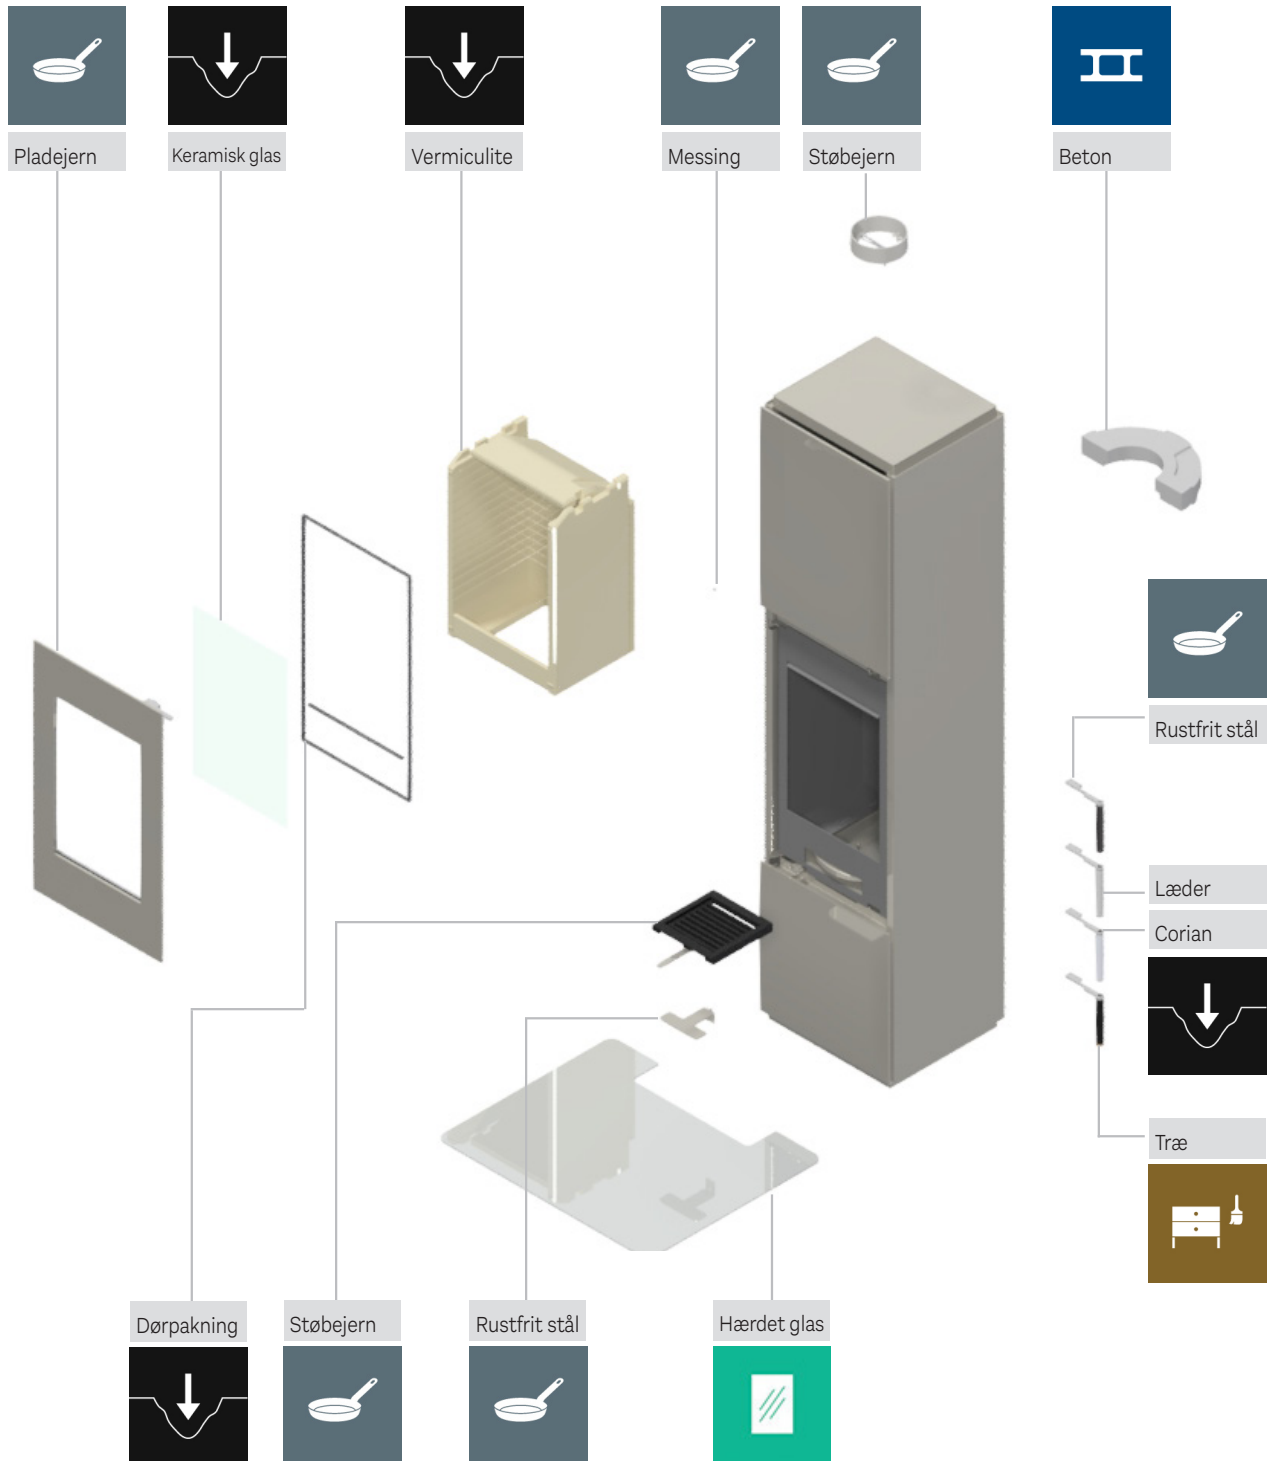 Pladejern
Keramisk glas
Vermiculite
Messing
Støbejern
Beton
Rustfrit stål
Læder
Corian
Træ
Dørpakning
Støbejern
Rustfrit stål
Hærdet glas